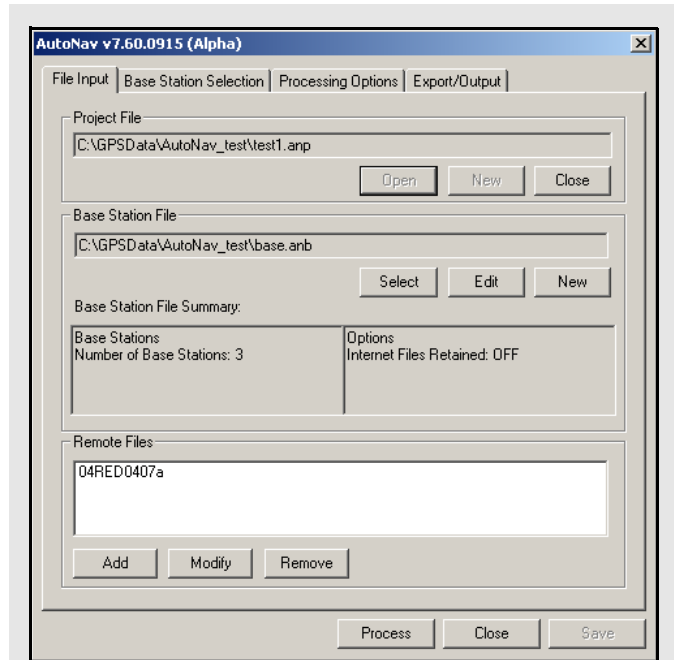 AutoNav v7.60.0915 (Alpha)
File Input Base Station Selection Processing Options Export/Output
Project File
C:\GPSData\AutoNav_test\test1.anp
Open New Close
Base Station File
C:\GPSData\AutoNav_test\base.anb
Select Edit New
Base Station File Summary:
Base Stations Options
Number of Base Stations: 3 Internet Files Retained: OFF
Remote Files
04RED0407a
Add Modify Remove
Process Close Save